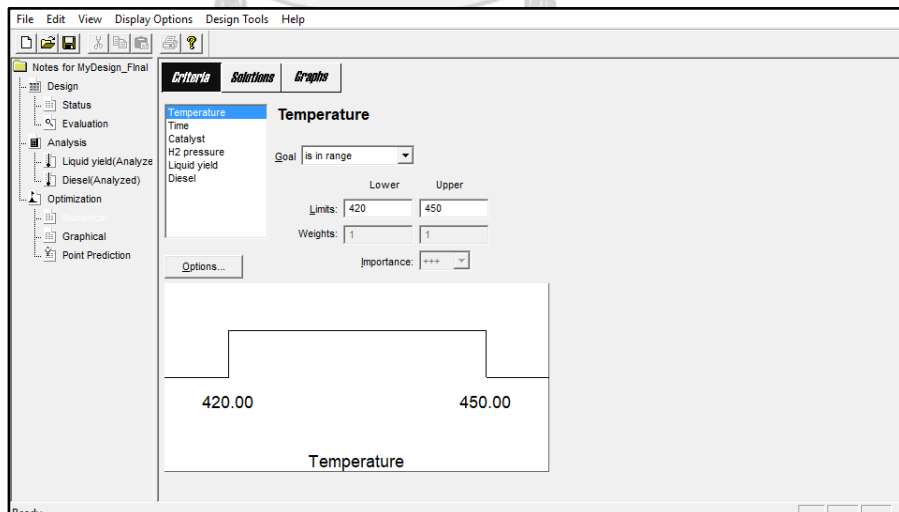 File Edit View Display Options Design Tools Help
Notes for MyDesign_FInal
Design
Status
Evaluation
Analysis
Liquid yield(Analyze
Diesel(Analyzed)
Optimization
Numerical
Graphical
Point Prediction
Criteria Solutions Graphs
Temperature
Time
Catalyst
H2 pressure
Liquid yield
Diesel
Options...
Temperature
Goal is in range
Lower Upper
Limits: 420 450
Weights: 1 1
Importance: +++
420.00 450.00
Temperature
Ready